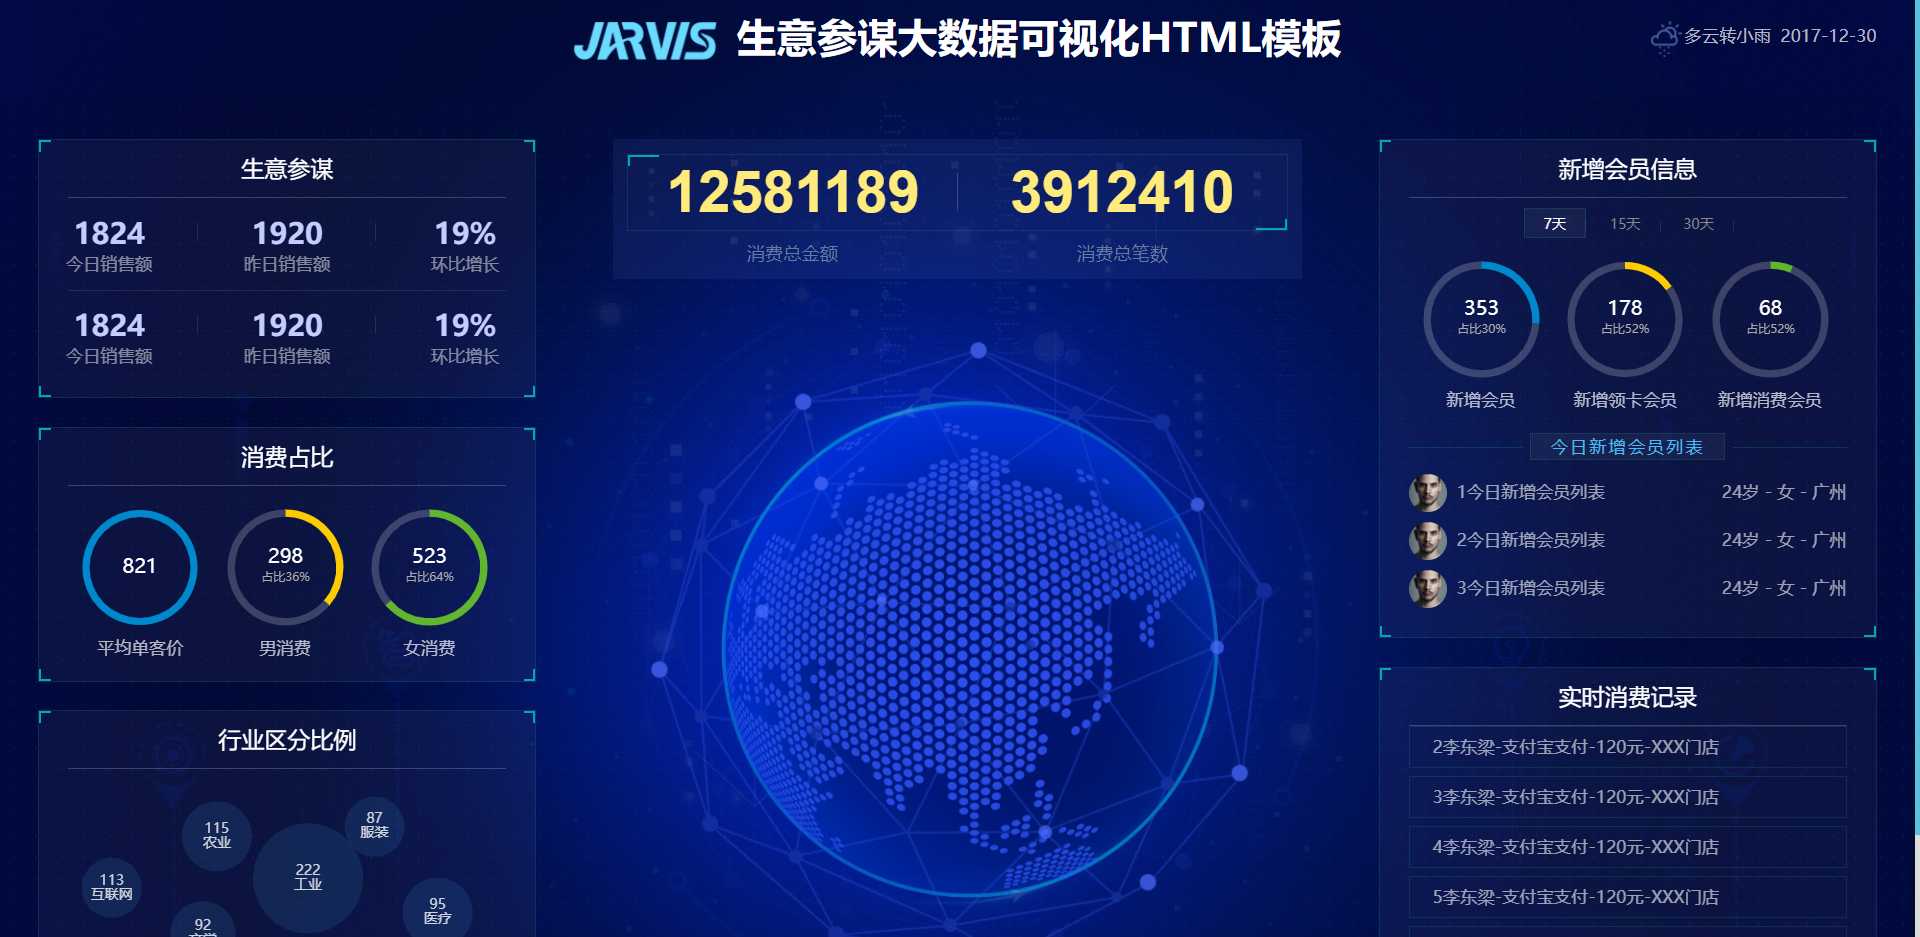 JARVIS 生意参谋大数据可视化HTML模板
多云转小雨 2017-12-30
生意参谋
1824 1920 19%
今日销售额 昨日销售额 环比增长
1824 1920 19%
今日销售额 昨日销售额 环比增长
消费占比
821 298 523
占比36% 占比64%
平均单客价 男消费 女消费
行业区分比例
87
服装
115
农业
222
工业
113
互联网
95
医疗
92
12581189 3912410
消费总金额 消费总笔数
新增会员信息
7天 15天 30天
353 178 68
占比30% 占比52% 占比52%
新增会员 新增领卡会员 新增消费会员
今日新增会员列表
1今日新增会员列表 24岁 - 女 - 广州
2今日新增会员列表 24岁 - 女 - 广州
3今日新增会员列表 24岁 - 女 - 广州
实时消费记录
2李东梁-支付宝支付-120元-XXX门店
3李东梁-支付宝支付-120元-XXX门店
4李东梁-支付宝支付-120元-XXX门店
5李东梁-支付宝支付-120元-XXX门店